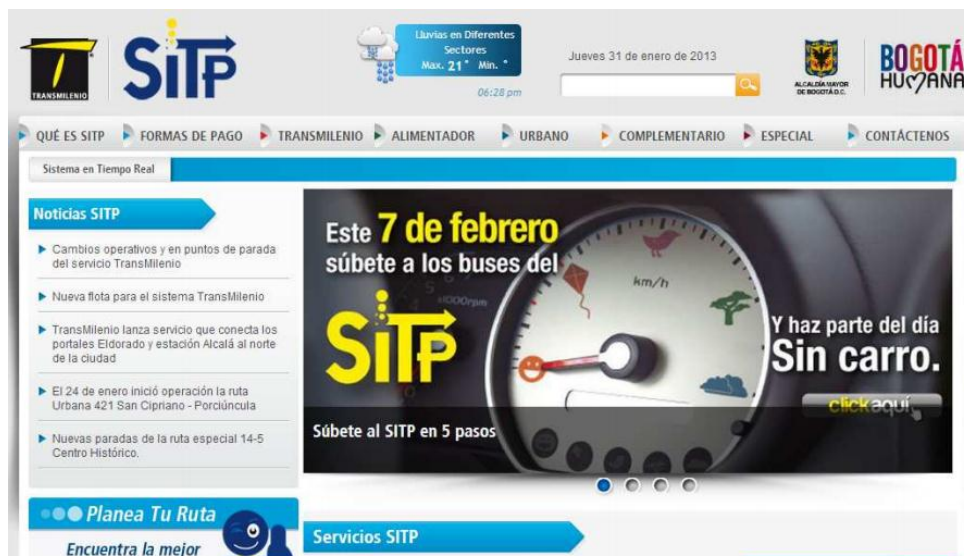 TRANSMILENIO
SiTP
Lluvias en Diferentes
Sectores
Max. 21° Min. °
06:28 pm
Jueves 31 de enero de 2013
ALCALDÍA MAYOR
DE BOGOTÁ D.C.
BOGOTÁ
HUMANA
QUÉ ES SITP
FORMAS DE PAGO
TRANSMILENIO
ALIMENTADOR
URBANO
COMPLEMENTARIO
ESPECIAL
CONTÁCTENOS
Sistema en Tiempo Real
Noticias SITP
Cambios operativos y en puntos de parada
del servicio TransMilenio
Nueva flota para el sistema TransMilenio
TransMilenio lanza servicio que conecta los
portales Eldorado y estación Alcalá al norte
de la ciudad
El 24 de enero inició operación la ruta
Urbana 421 San Cipriano - Porciúncula
Nuevas paradas de la ruta especial 14-5
Centro Histórico.
Planea Tu Ruta
Encuentra la mejor
Este 7 de febrero
súbete a los buses del
SiTP
x1000rpm
km/h
Y haz parte del día
Sin carro.
click aquí
Súbete al SITP en 5 pasos
Servicios SITP